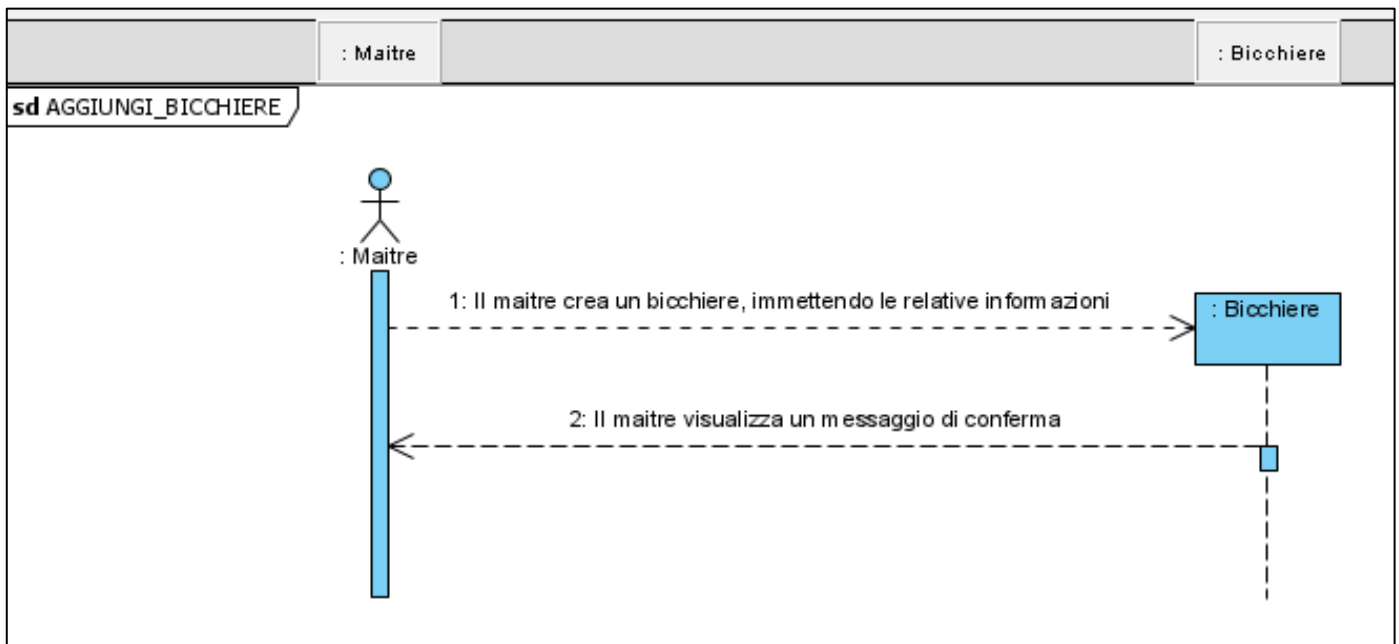 : Maitre
: Bicchiere
sd AGGIUNGI_BICCHIERE
: Maitre
1: Il maitre crea un bicchiere, immettendo le relative informazioni
: Bicchiere
2: Il maitre visualizza un messaggio di conferma